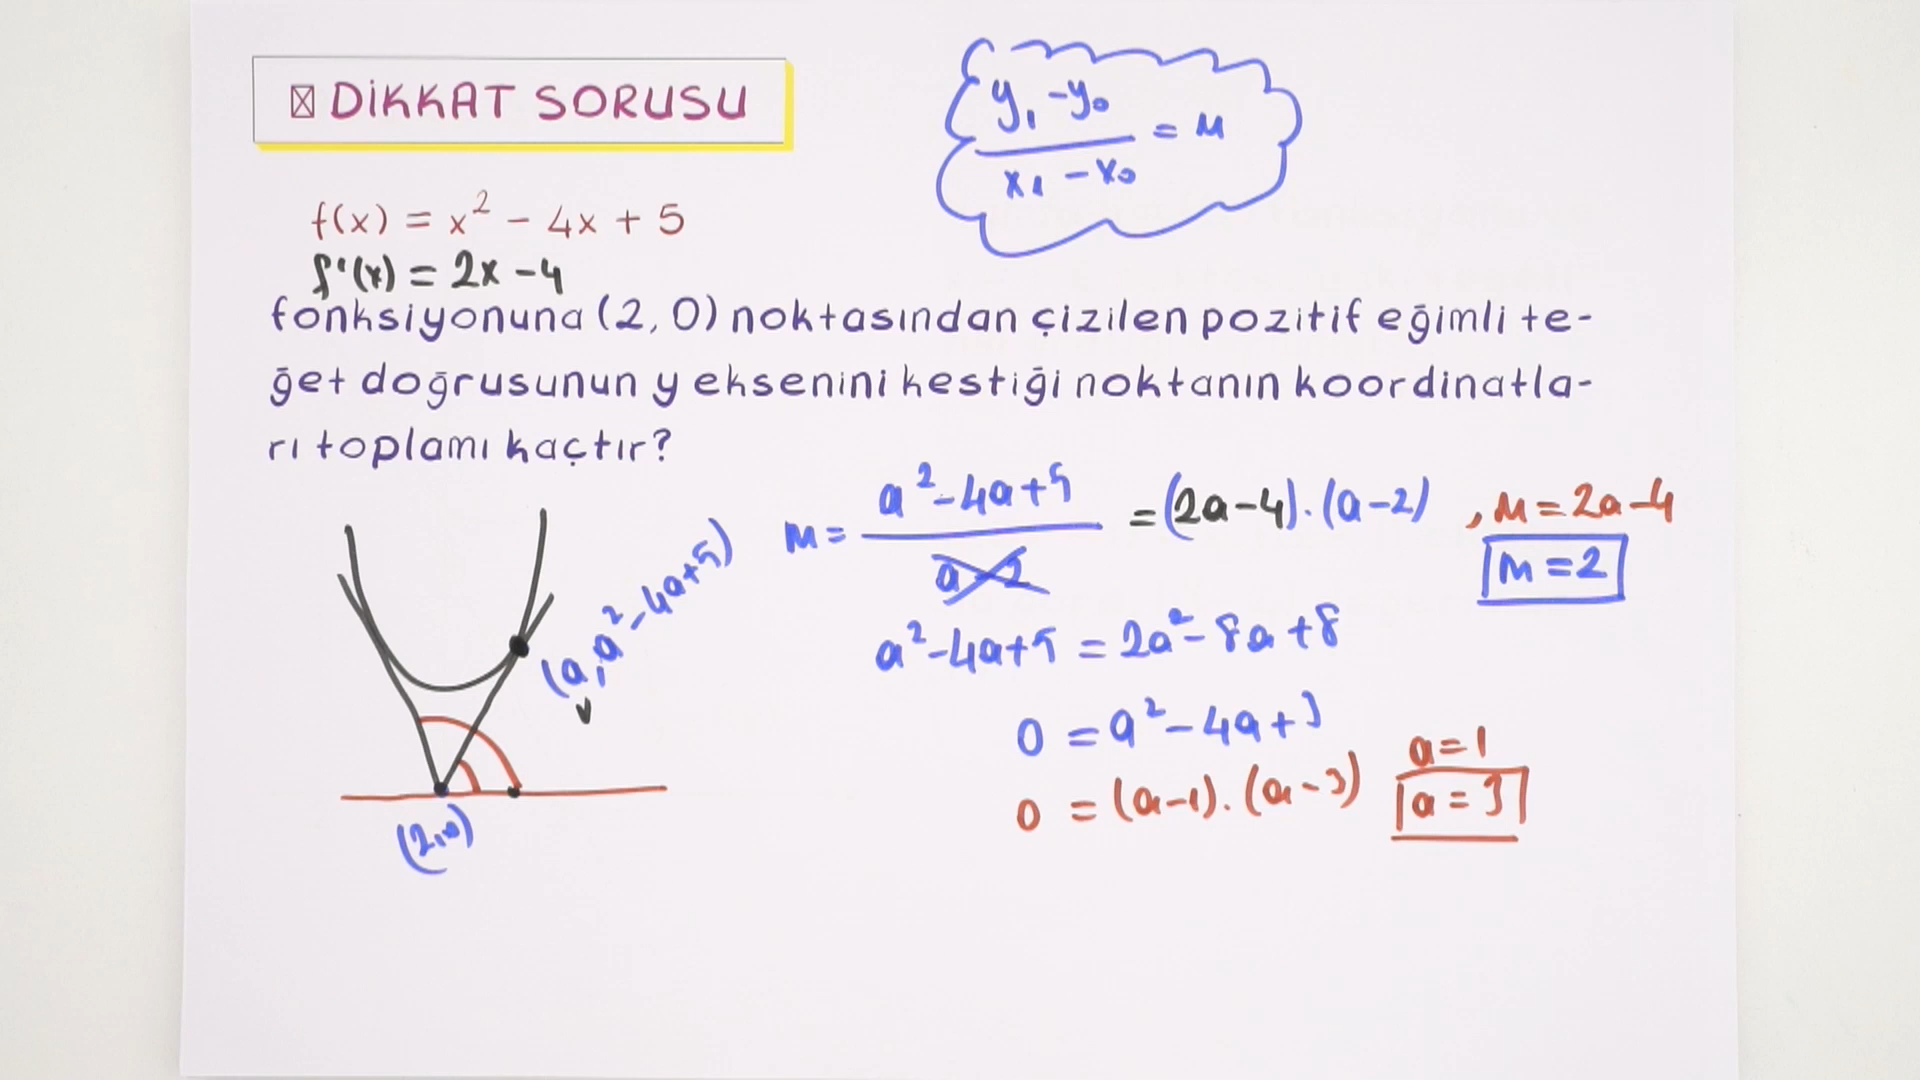 DİKKAT SORUSU
y₁ - y₀ / x₁ - x₀ = m
f(x) = x² - 4x + 5
f'(x) = 2x - 4
fonksiyonuna (2, 0) noktasından çizilen pozitif eğimli te-
ğet doğrusunun y eksenini kestiği noktanın koordinatla-
rı toplamı kaçtır?
m = a² - 4a + 5 / a - 2 = (2a - 4) . (a - 2) , m = 2a - 4
m = 2
(a, a² - 4a + 5)
a² - 4a + 5 = 2a² - 8a + 8
0 = a² - 4a + 3
0 = (a - 1) . (a - 3)
a = 1
a = 3
(2,0)